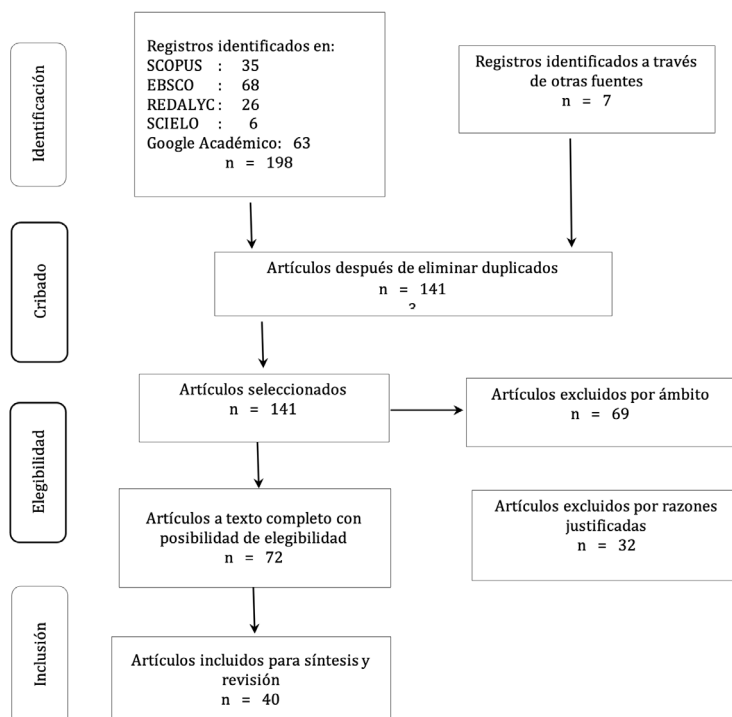 Identificación
Registros identificados en:
SCOPUS : 35
EBSCO : 68
REDALYC : 26
SCIELO : 6
Google Académico: 63
n = 198
Registros identificados a través
de otras fuentes
n = 7
Cribado
Artículos después de eliminar duplicados
n = 141
Artículos seleccionados
n = 141
Artículos excluidos por ámbito
n = 69
Elegibilidad
Artículos a texto completo con
posibilidad de elegibilidad
n = 72
Artículos excluidos por razones
justificadas
n = 32
Inclusión
Artículos incluidos para síntesis y
revisión
n = 40